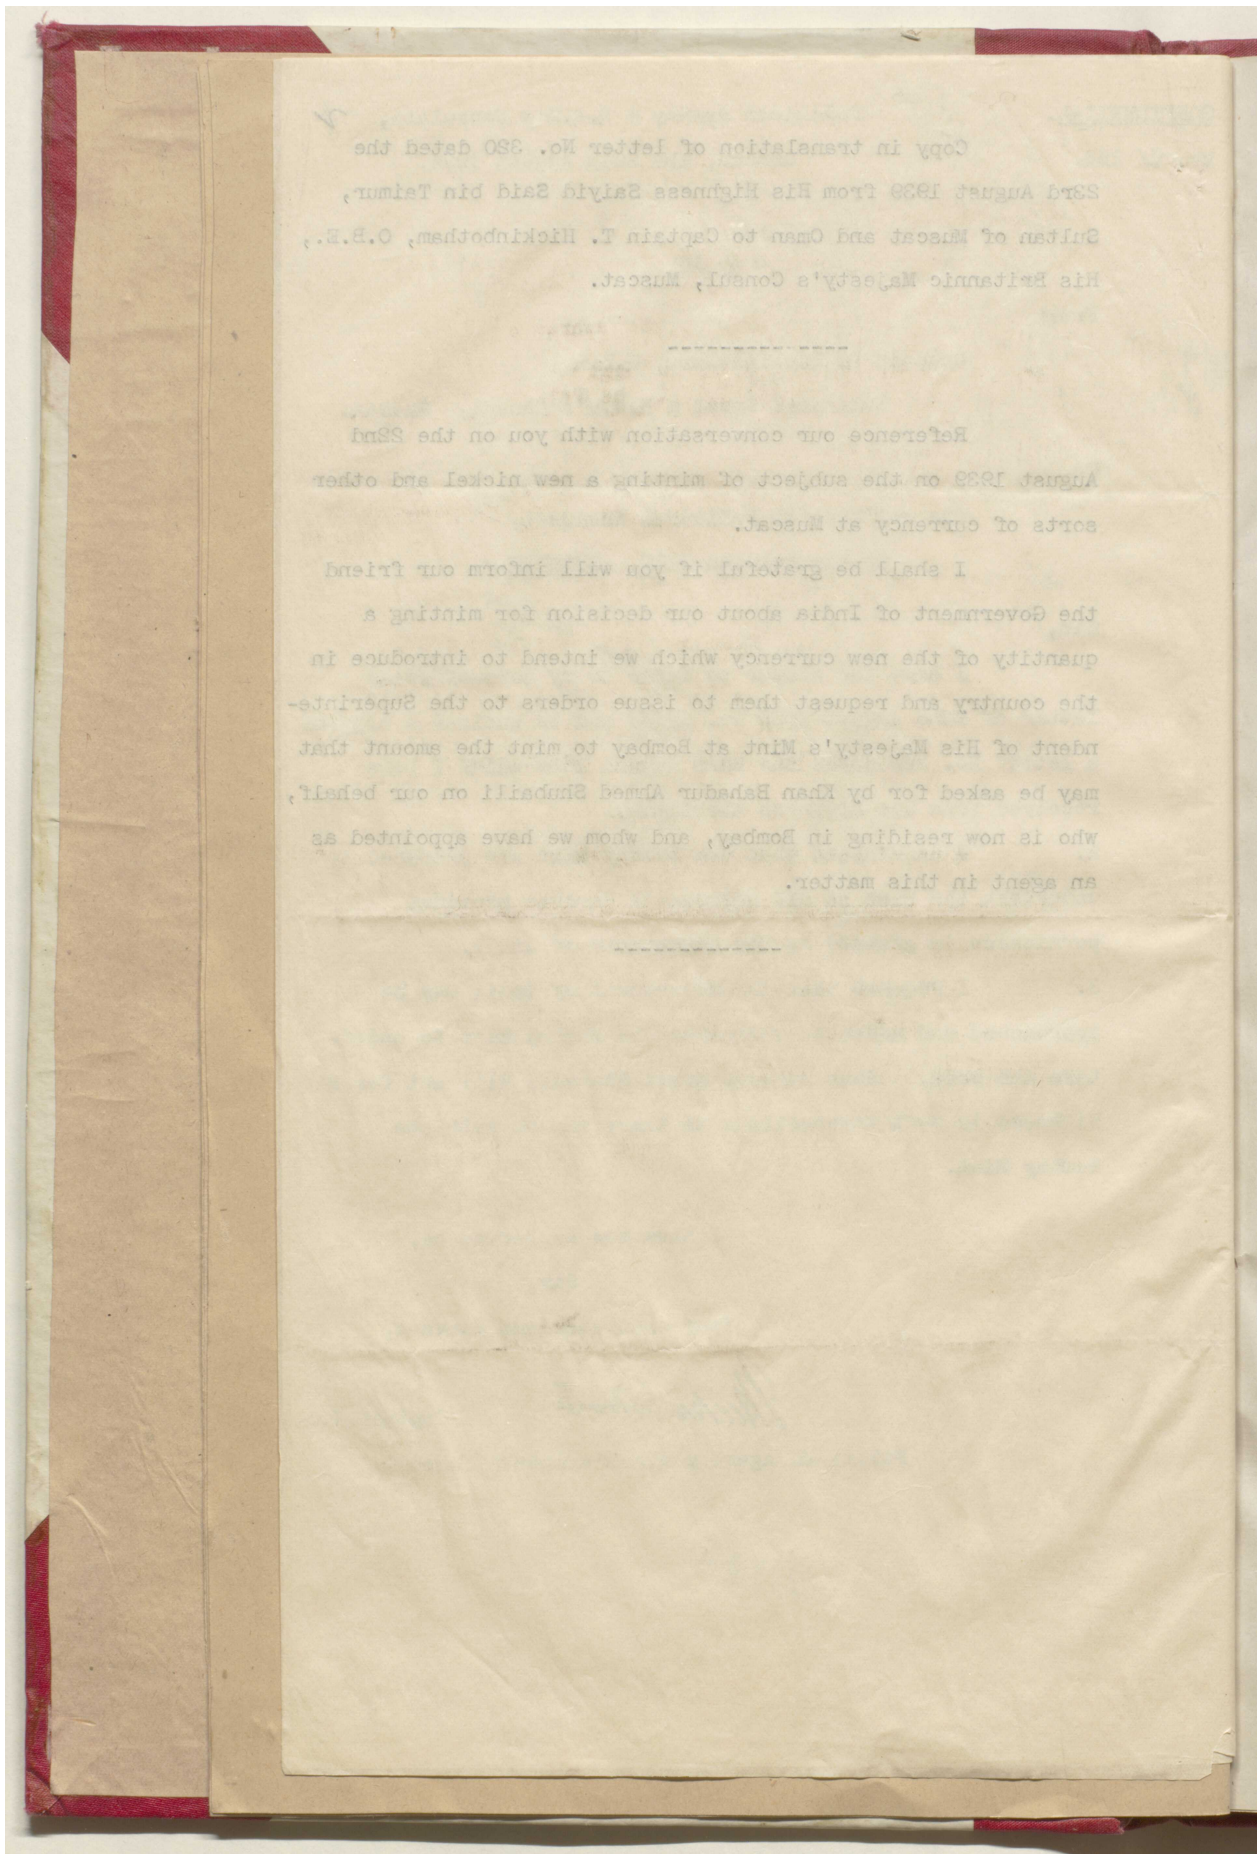 2
Copy in translation of letter No. 320 dated the
23rd August 1939 from His Highness Saiyid Said bin Taimur,
Sultan of Muscat and Oman to Captain T. Hickinbotham, O.B.E.,
His Britannic Majesty's Consul, Muscat.
--------------
Reference our conversation with you on the 22nd
August 1939 on the subject of minting a new nickel and other
sorts of currency at Muscat.
I shall be grateful if you will inform our friend
the Government of India about our decision for minting a
quantity of the new currency which we intend to introduce in
the country and request them to issue orders to the Superinte-
ndent of His Majesty's Mint at Bombay to mint the amount that
may be asked for by Khan Bahadur Ahmed Shubaili on our behalf,
who is now residing in Bombay, and whom we have appointed as
an agent in this matter.
-------------